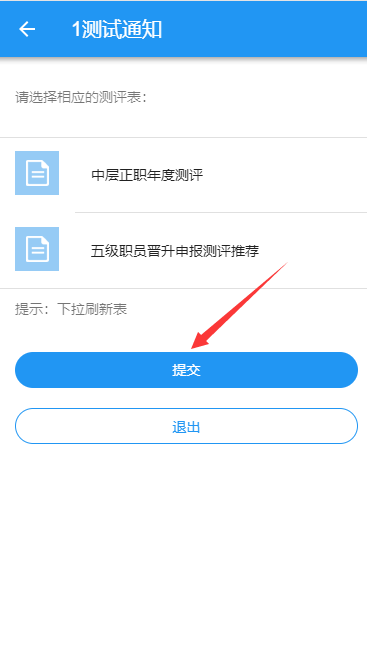 1测试通知
请选择相应的测评表：
中层正职年度测评
五级职员晋升申报测评推荐
提示：下拉刷新表
提交
退出